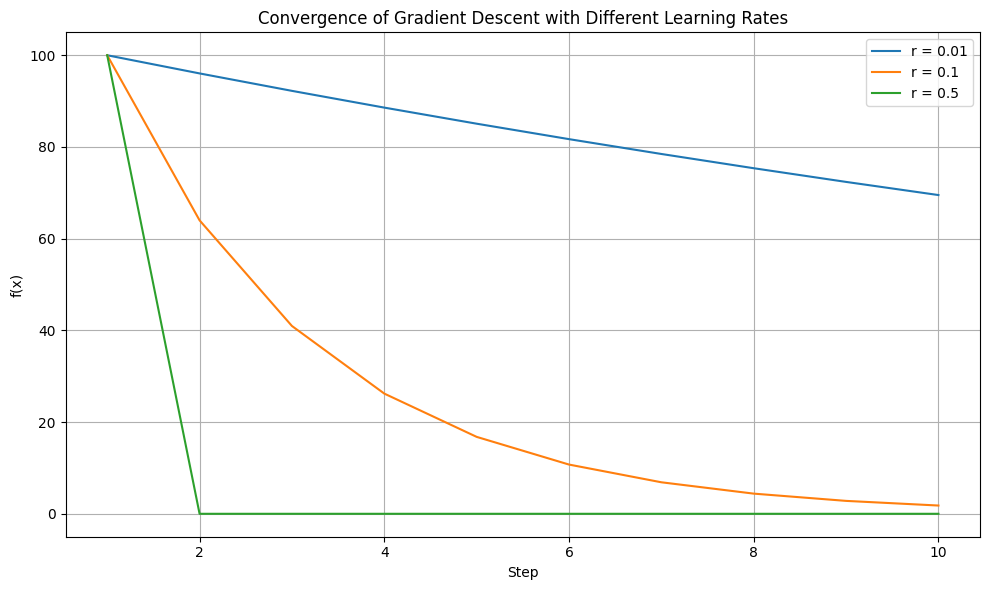 Convergence of Gradient Descent with Different Learning Rates
r = 0.01
r = 0.1
r = 0.5
100
80
60
40
20
0
f(x)
2
4
6
8
10
Step